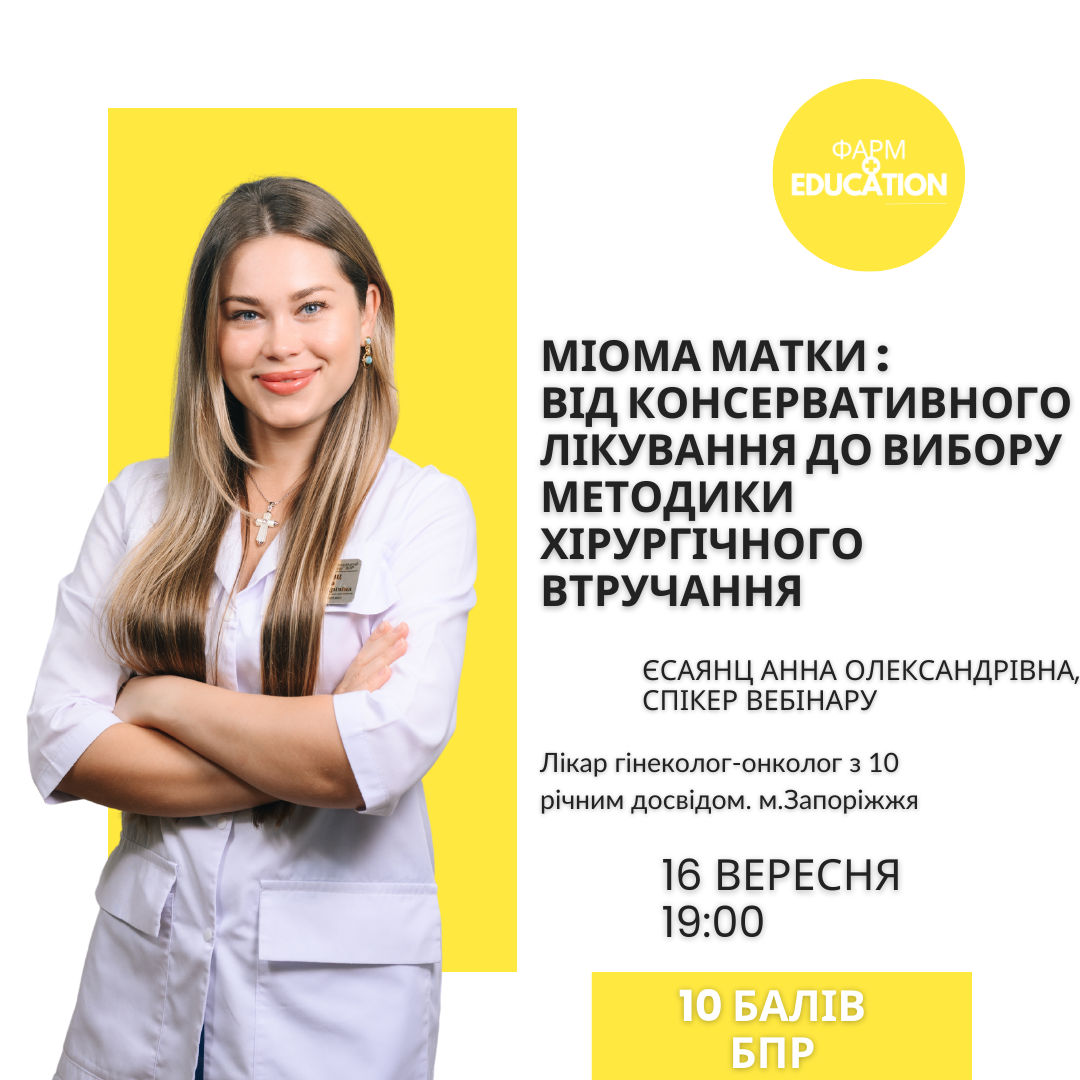 ФАРМ
EDUCATION
МІОМА МАТКИ :
ВІД КОНСЕРВАТИВНОГО
ЛІКУВАННЯ ДО ВИБОРУ
МЕТОДИКИ
ХІРУРГІЧНОГО
ВТРУЧАННЯ
ЄСАЯНЦ АННА ОЛЕКСАНДРІВНА,
СПІКЕР ВЕБІНАРУ
Лікар гінеколог-онколог з 10
річним досвідом. м.Запоріжжя
16 ВЕРЕСНЯ
19:00
10 БАЛІВ
БПР